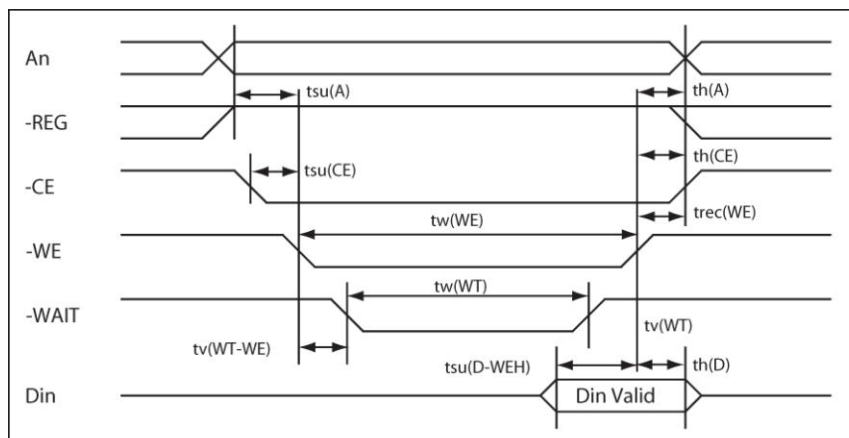 An
tsu(A)
th(A)
-REG
tsu(CE)
th(CE)
-CE
tw(WE)
trec(WE)
-WE
tw(WT)
-WAIT
tv(WT-WE)
tv(WT)
tsu(D-WEH)
th(D)
Din
Din Valid